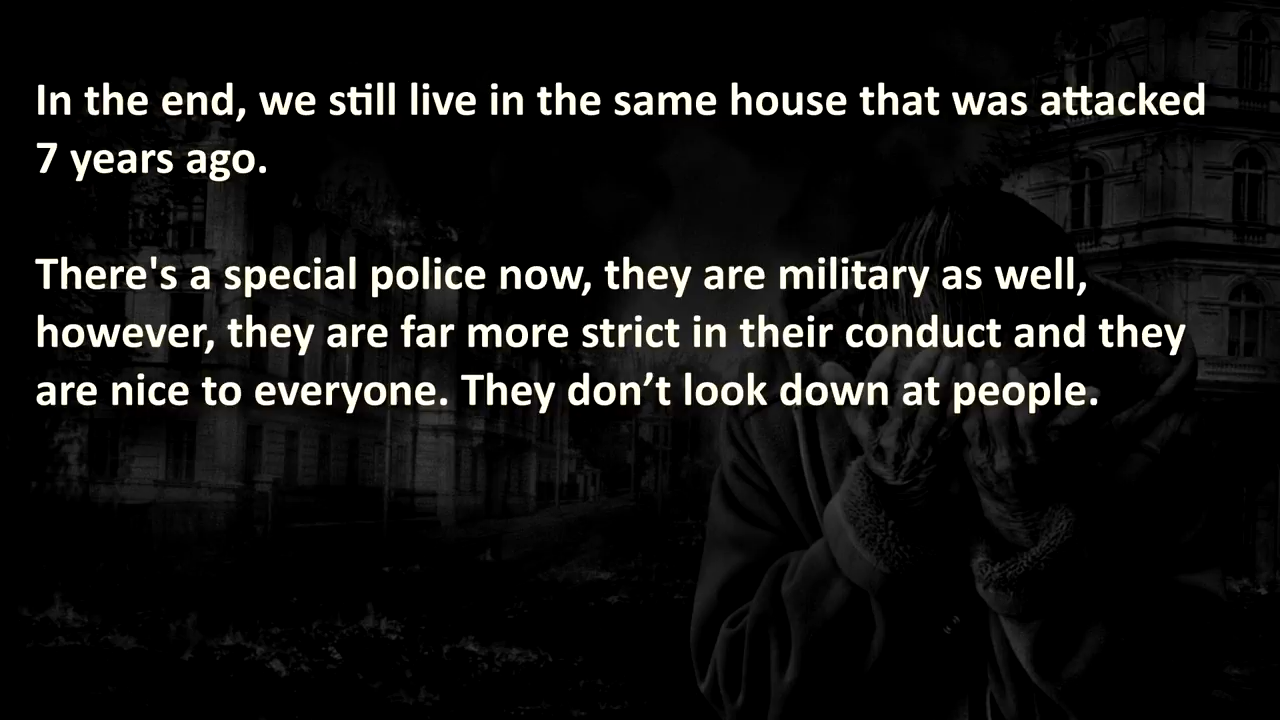 In the end, we still live in the same house that was attacked
7 years ago.
There's a special police now, they are military as well,
however, they are far more strict in their conduct and they
are nice to everyone. They don’t look down at people.